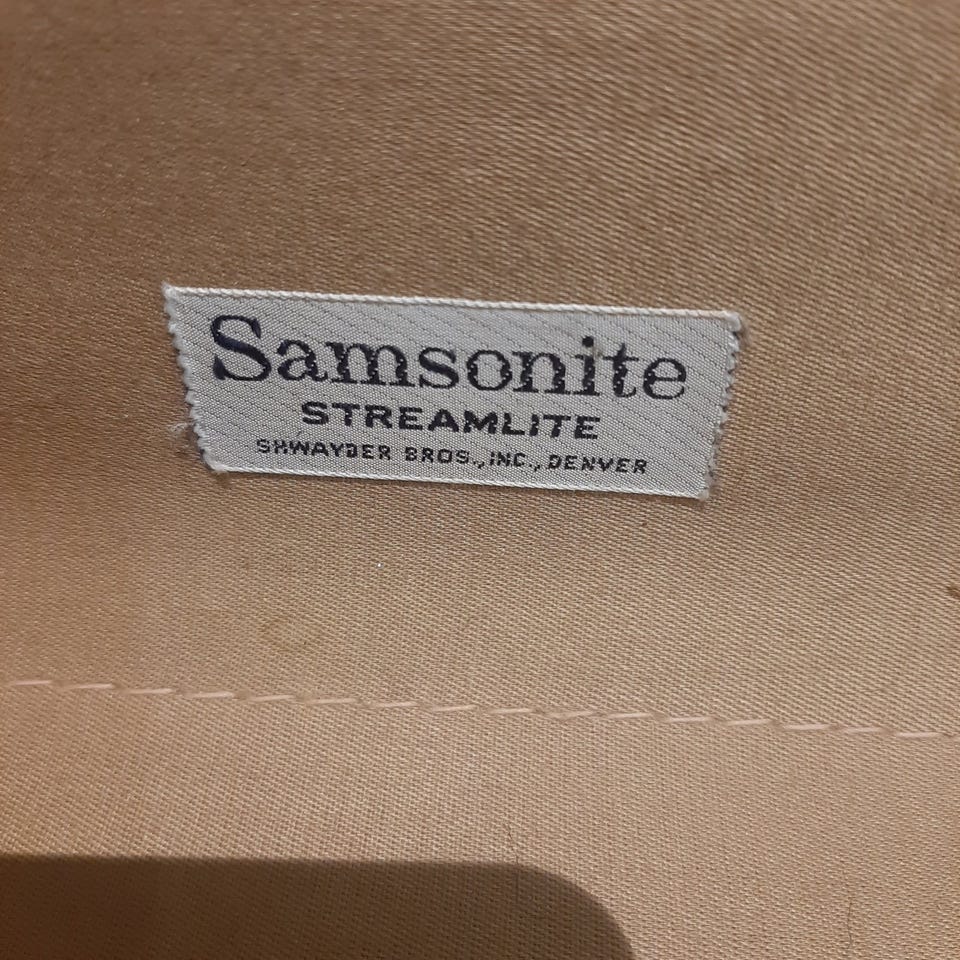 Samsonite
STREAMLITE
SHWAYDER BROS., INC., DENVER